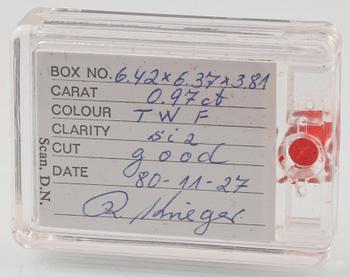 BOX NO. 6.42 x 6.37 x 3.81
CARAT 0.97 ct
COLOUR T W F
CLARITY si2
CUT good
DATE 80-11-27
R. Krieger
Scan. D.N.